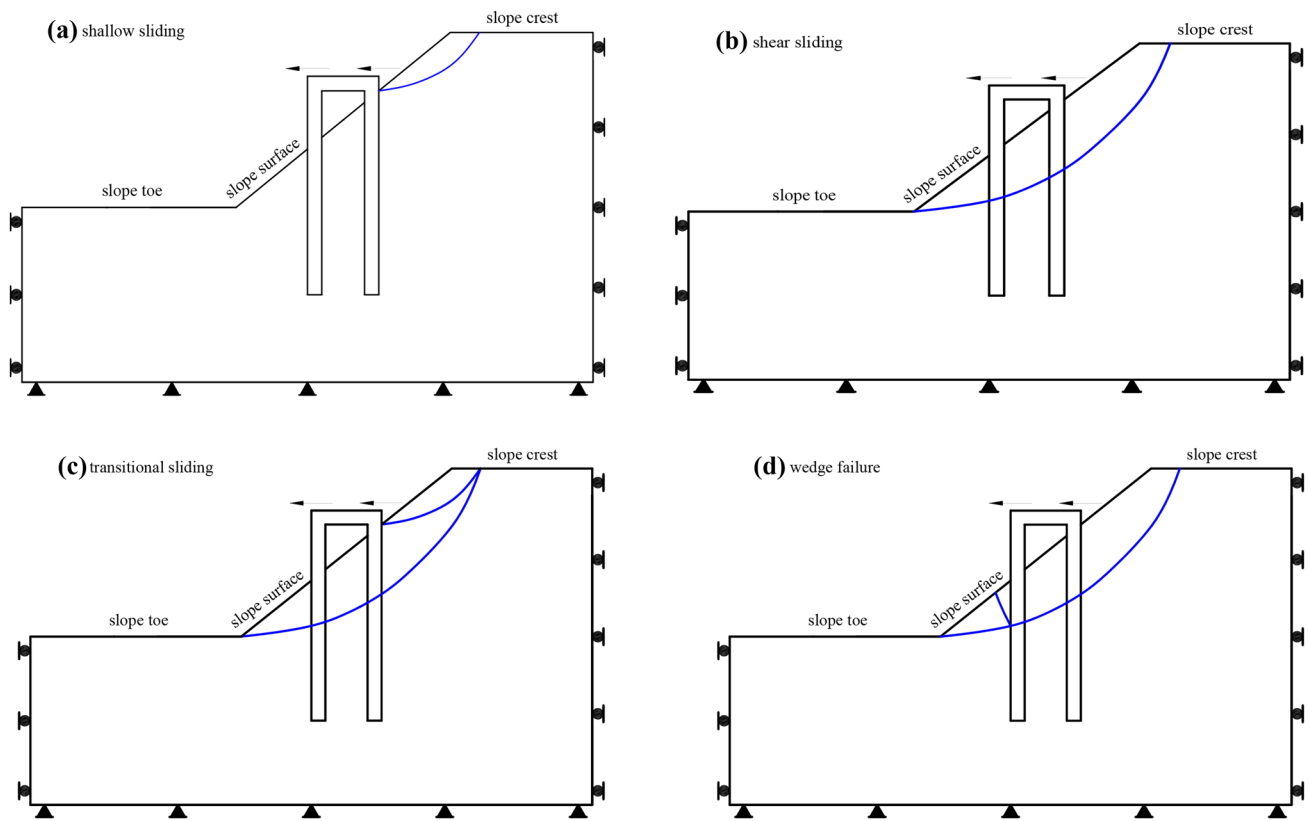 (a) shallow sliding
slope crest
slope surface
slope toe
(b) shear sliding
slope crest
slope surface
slope toe
(c) transitional sliding
slope crest
slope surface
slope toe
(d) wedge failure
slope crest
slope surface
slope toe